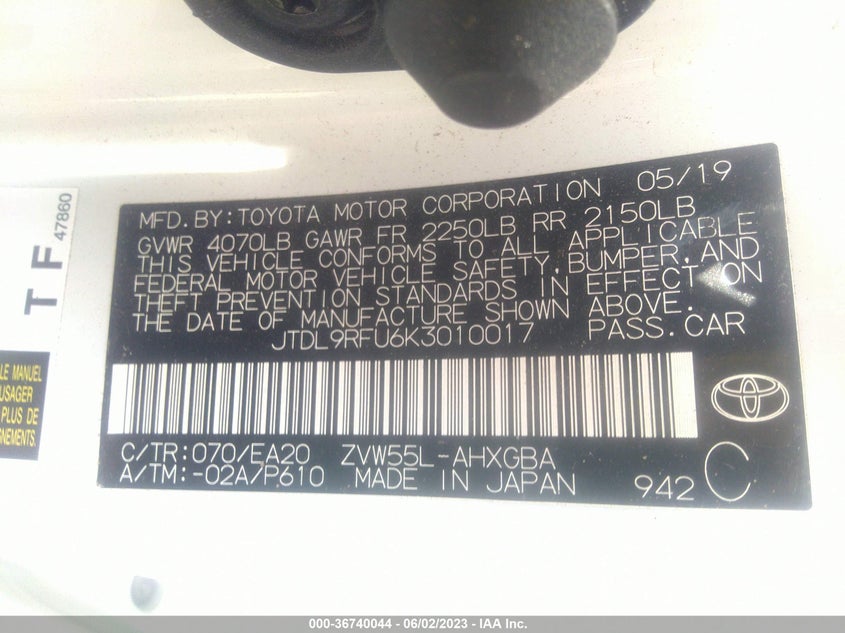 MFD. BY: TOYOTA MOTOR CORPORATION 05/19
GVWR 4070LB GAWR FR 2250LB RR 2150LB
THIS VEHICLE CONFORMS TO ALL APPLICABLE
FEDERAL MOTOR VEHICLE SAFETY, BUMPER, AND
THEFT PREVENTION STANDARDS IN EFFECT ON
THE DATE OF MANUFACTURE SHOWN ABOVE.
JTDL9RFU6K3010017 PASS. CAR
C/TR: 070/EA20 ZVW55L-AHXGBA
A/TM: -02A/P610 MADE IN JAPAN 942 C
T F
47860
LE MANUEL
USAGER
PLUS DE
GNEMENTS.
000-36740044 - 06/02/2023 - IAA Inc.